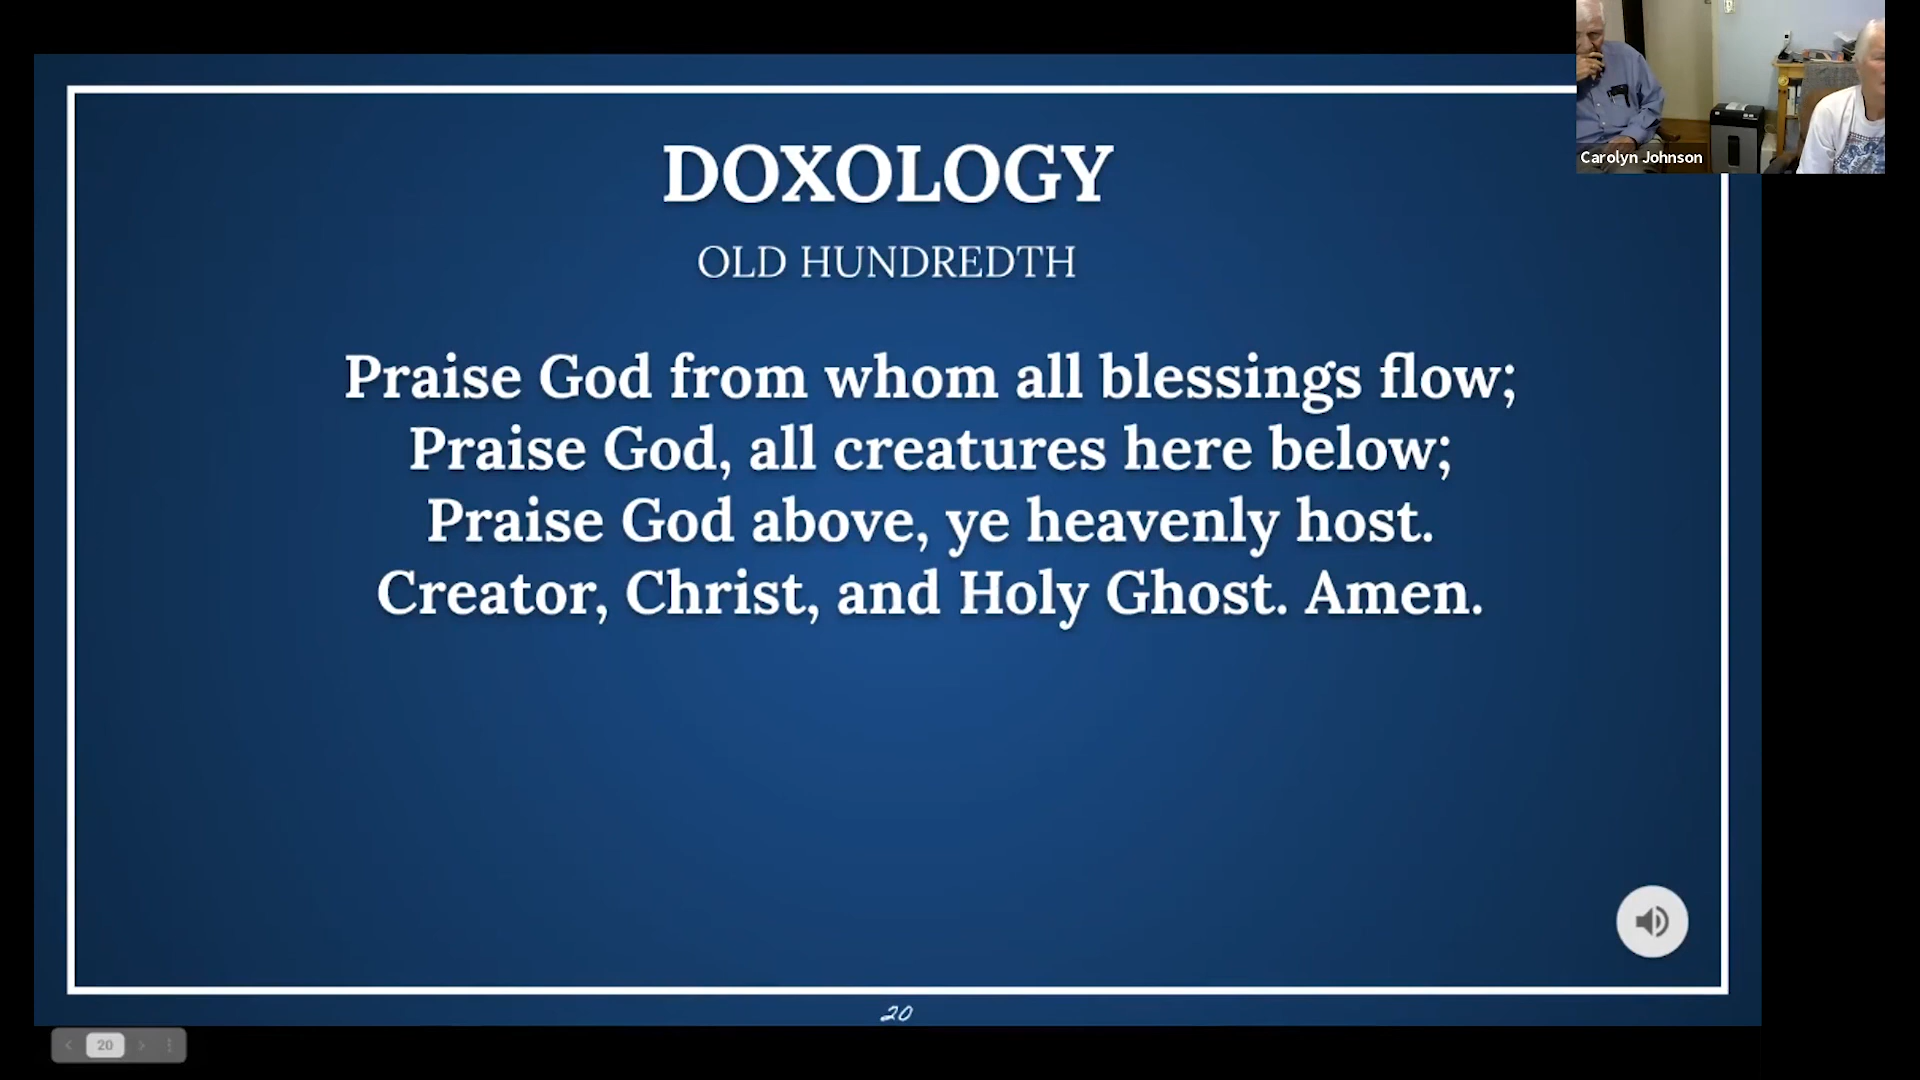 DOXOLOGY
OLD HUNDREDTH
Praise God from whom all blessings flow;
Praise God, all creatures here below;
Praise God above, ye heavenly host.
Creator, Christ, and Holy Ghost. Amen.
Carolyn Johnson
20
20